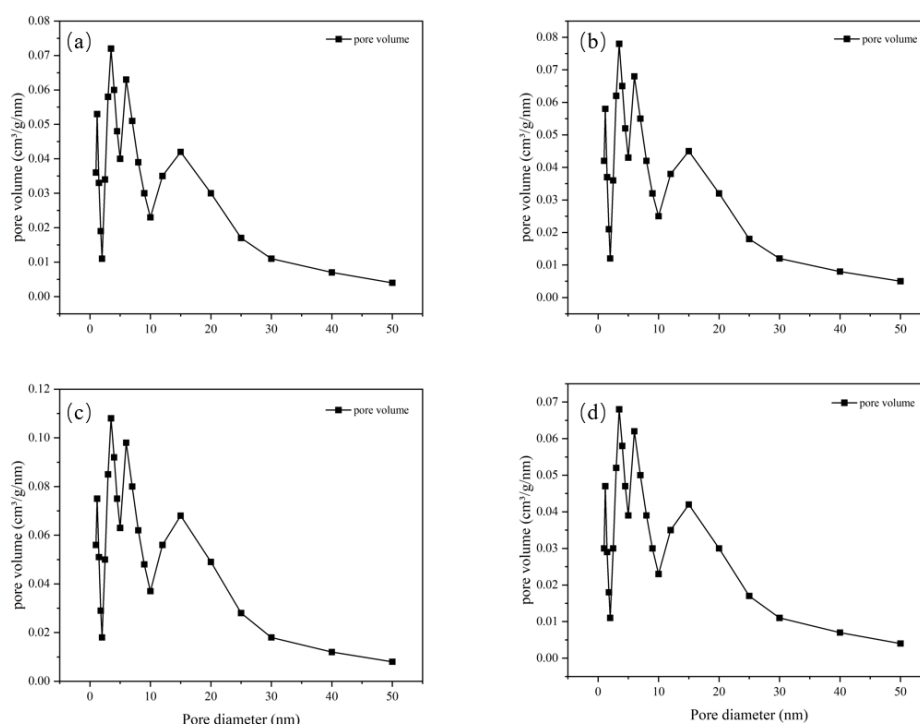 (a)
pore volume
0.08
0.07
0.06
0.05
0.04
0.03
0.02
0.01
0.00
pore volume (cm³/g/nm)
0 10 20 30 40 50
(b)
pore volume
0.08
0.07
0.06
0.05
0.04
0.03
0.02
0.01
0.00
pore volume (cm³/g/nm)
0 10 20 30 40 50
(c)
pore volume
0.12
0.10
0.08
0.06
0.04
0.02
0.00
pore volume (cm³/g/nm)
0 10 20 30 40 50
Pore diameter (nm)
(d)
pore volume
0.07
0.06
0.05
0.04
0.03
0.02
0.01
0.00
pore volume (cm³/g/nm)
0 10 20 30 40 50
Pore diameter (nm)